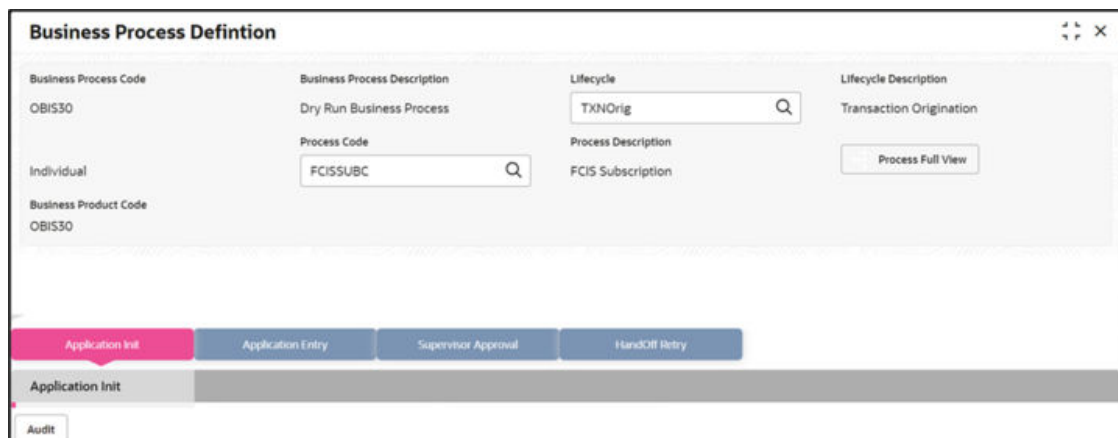 Business Process Defintion
Business Process Code Business Process Description Lifecycle Lifecycle Description
OBIS30 Dry Run Business Process TXNOrig Transaction Origination
Process Code Process Description
Individual FCISSUBC FCIS Subscription Process Full View
Business Product Code
OBIS30
Application Init Application Entry Supervisor Approval HandOff Retry
Application Init
Audit